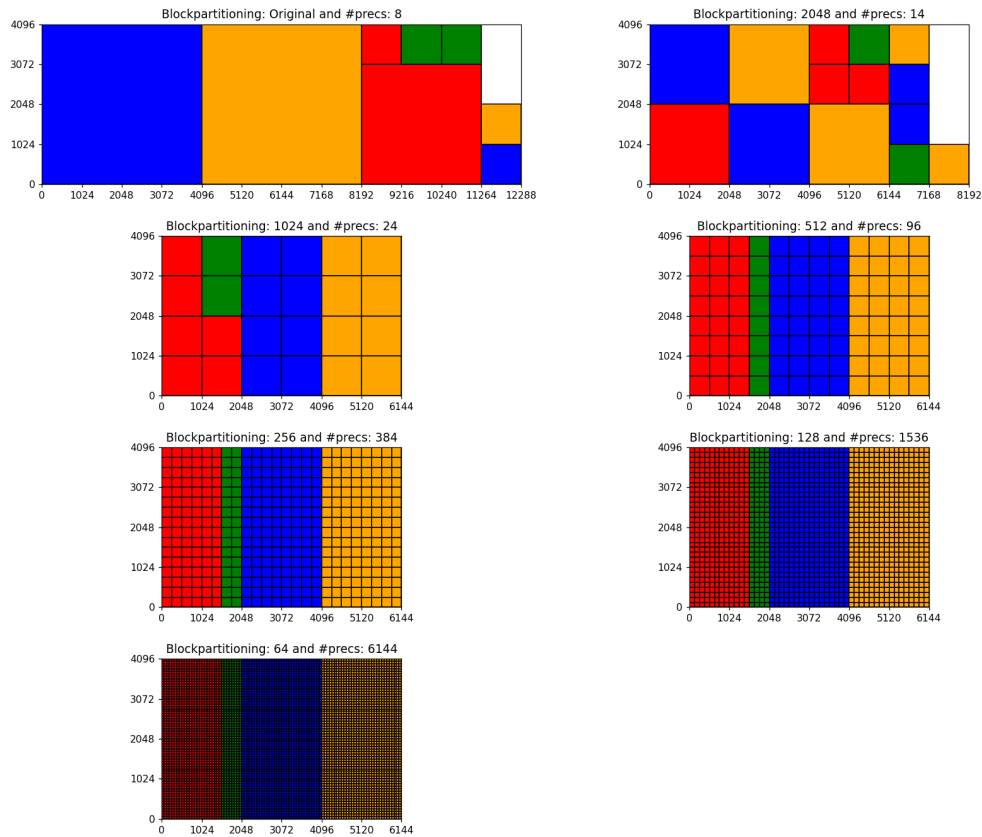 Blockpartitioning: Original and #precs: 8
4096
3072
2048
1024
0
0 1024 2048 3072 4096 5120 6144 7168 8192 9216 10240 11264 12288
Blockpartitioning: 2048 and #precs: 14
4096
3072
2048
1024
0
0 1024 2048 3072 4096 5120 6144 7168 8192
Blockpartitioning: 1024 and #precs: 24
4096
3072
2048
1024
0
0 1024 2048 3072 4096 5120 6144
Blockpartitioning: 512 and #precs: 96
4096
3072
2048
1024
0
0 1024 2048 3072 4096 5120 6144
Blockpartitioning: 256 and #precs: 384
4096
3072
2048
1024
0
0 1024 2048 3072 4096 5120 6144
Blockpartitioning: 128 and #precs: 1536
4096
3072
2048
1024
0
0 1024 2048 3072 4096 5120 6144
Blockpartitioning: 64 and #precs: 6144
4096
3072
2048
1024
0
0 1024 2048 3072 4096 5120 6144